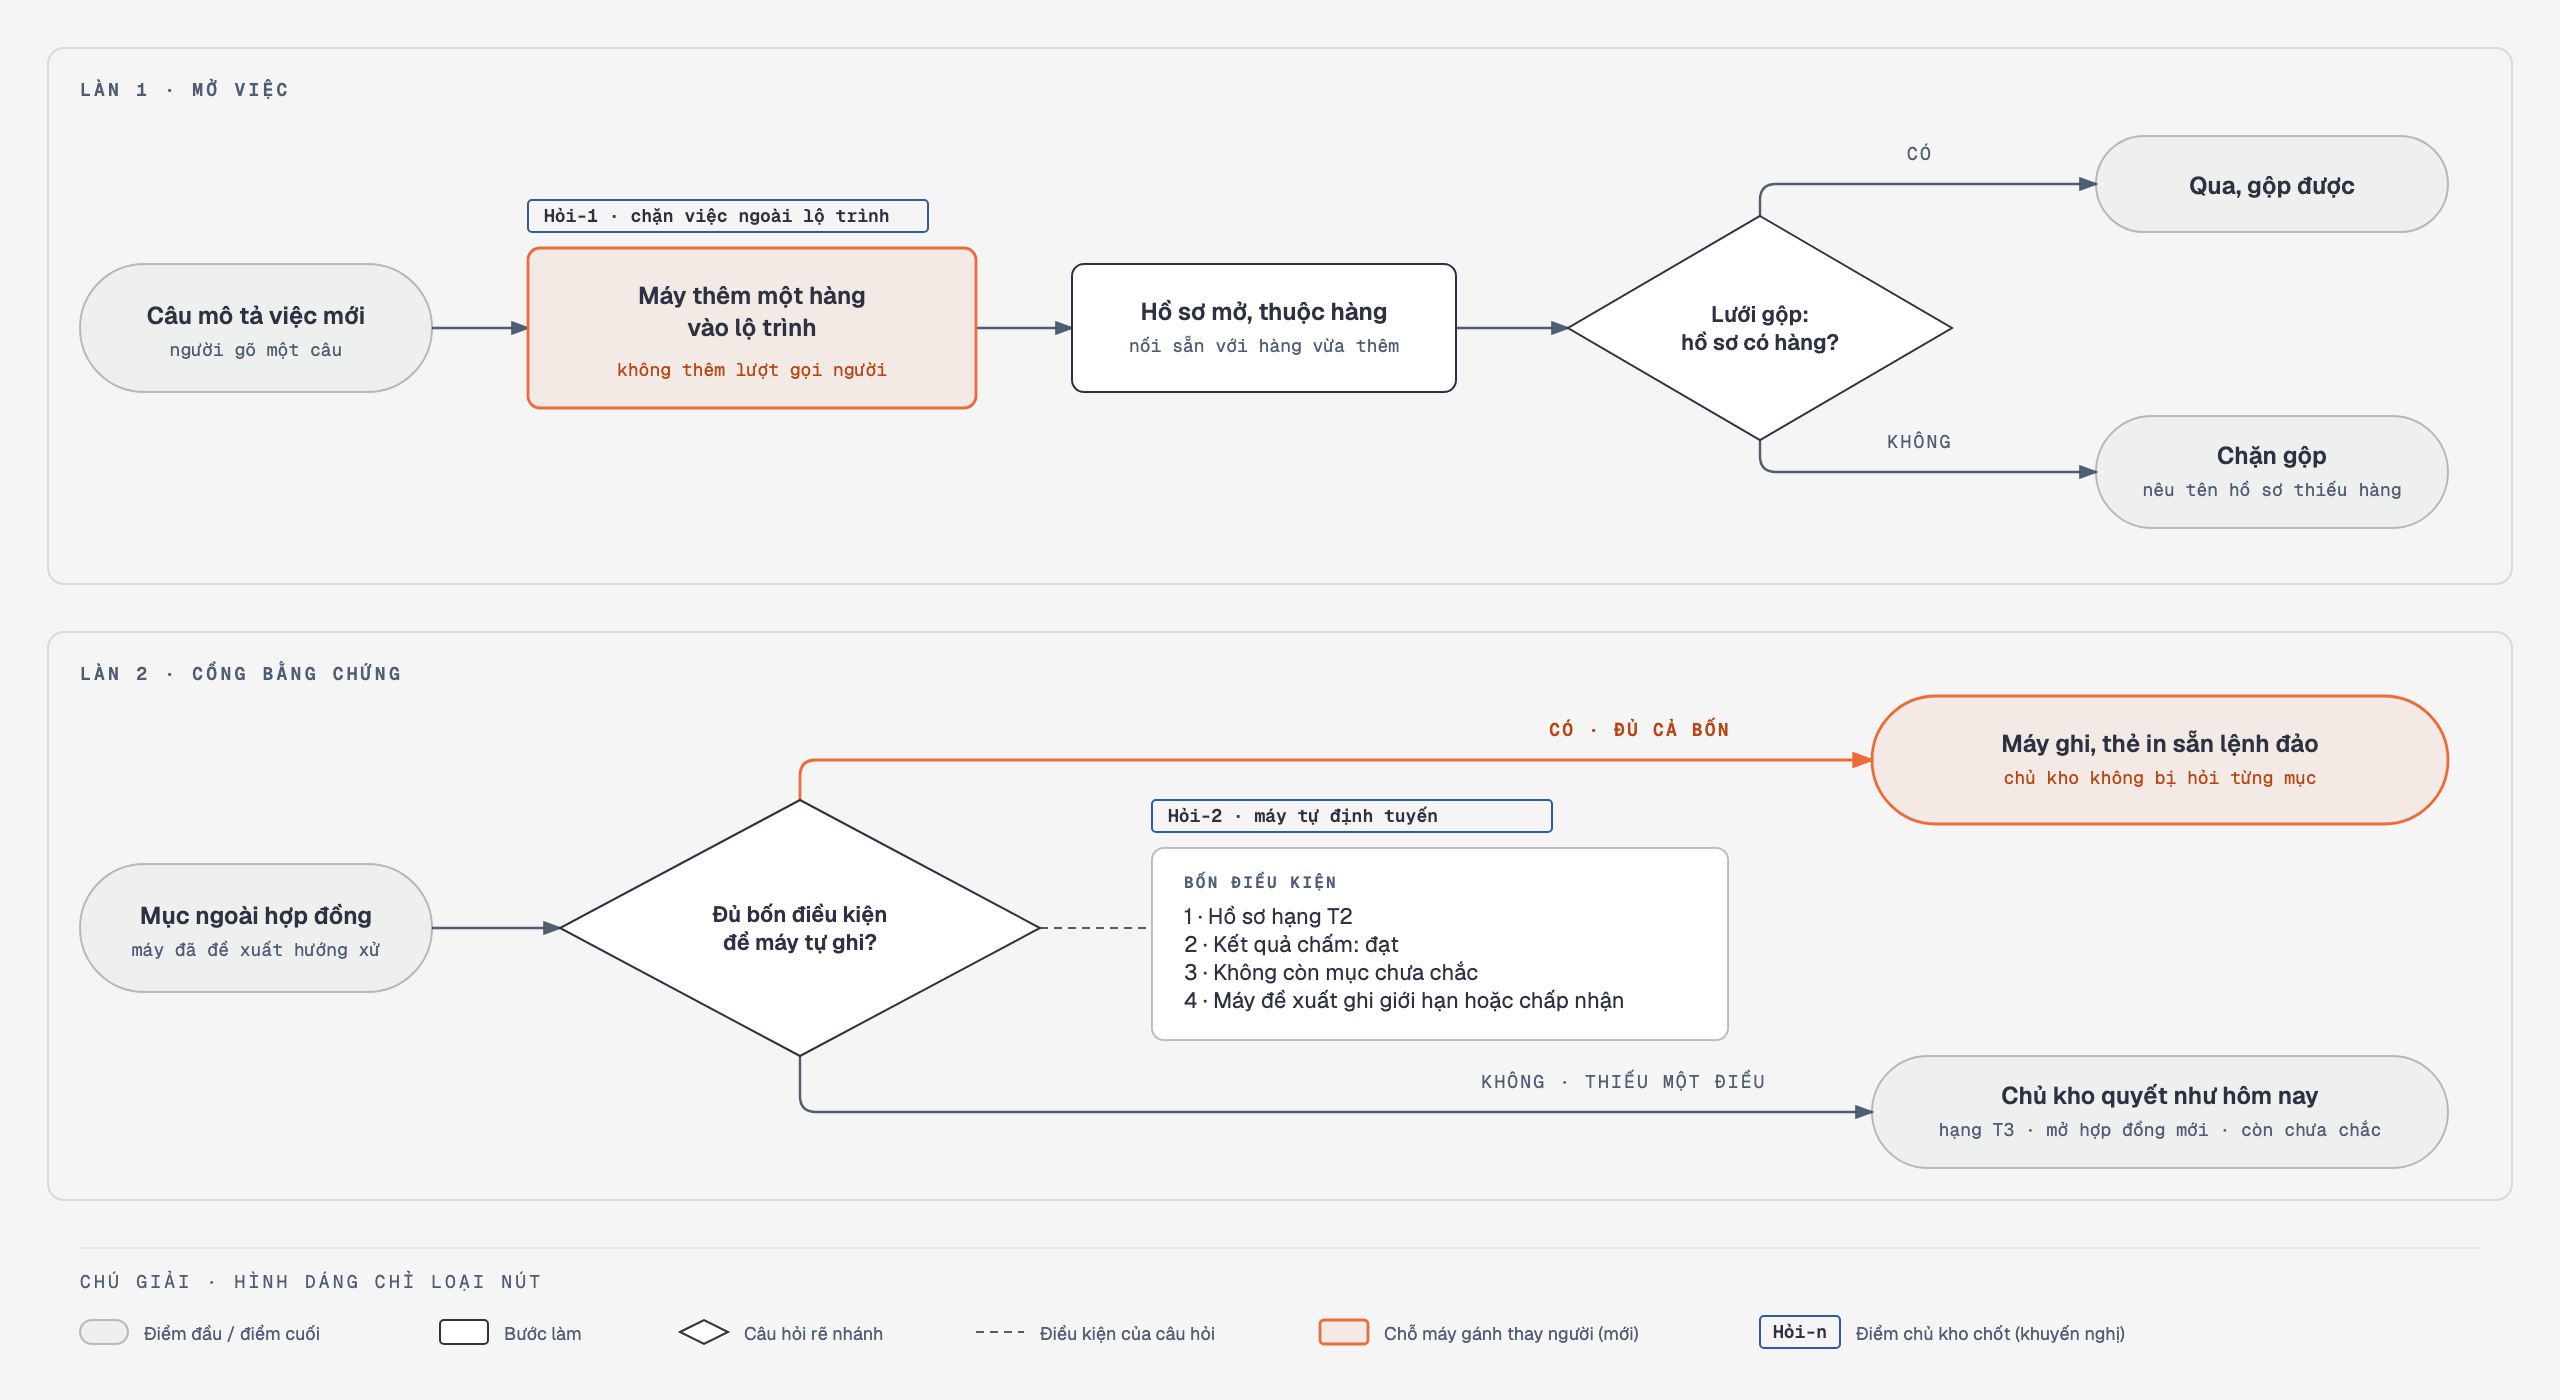 LÀN 1 · MỞ VIỆC
CÓ
Qua, gộp được
Hỏi-1 · chặn việc ngoài lộ trình
Câu mô tả việc mới
người gõ một câu
Máy thêm một hàng
vào lộ trình
không thêm lượt gọi người
Hồ sơ mở, thuộc hàng
nối sẵn với hàng vừa thêm
Lưới gộp:
hồ sơ có hàng?
KHÔNG
Chặn gộp
nêu tên hồ sơ thiếu hàng
LÀN 2 · CỔNG BẰNG CHỨNG
CÓ · ĐỦ CẢ BỐN
Máy ghi, thẻ in sẵn lệnh đảo
chủ kho không bị hỏi từng mục
Hỏi-2 · máy tự định tuyến
Mục ngoài hợp đồng
máy đã đề xuất hướng xử
Đủ bốn điều kiện
để máy tự ghi?
BỐN ĐIỀU KIỆN
1 · Hồ sơ hạng T2
2 · Kết quả chấm: đạt
3 · Không còn mục chưa chắc
4 · Máy đề xuất ghi giới hạn hoặc chấp nhận
KHÔNG · THIẾU MỘT ĐIỀU
Chủ kho quyết như hôm nay
hạng T3 · mở hợp đồng mới · còn chưa chắc
CHÚ GIẢI · HÌNH DÁNG CHỈ LOẠI NÚT
Điểm đầu / điểm cuối
Bước làm
Câu hỏi rẽ nhánh
Điều kiện của câu hỏi
Chỗ máy gánh thay người (mới)
Hỏi-n
Điểm chủ kho chốt (khuyến nghị)